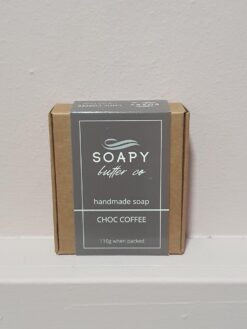 SOAPY
butter co
handmade soap
CHOC COFFEE
110g when packed